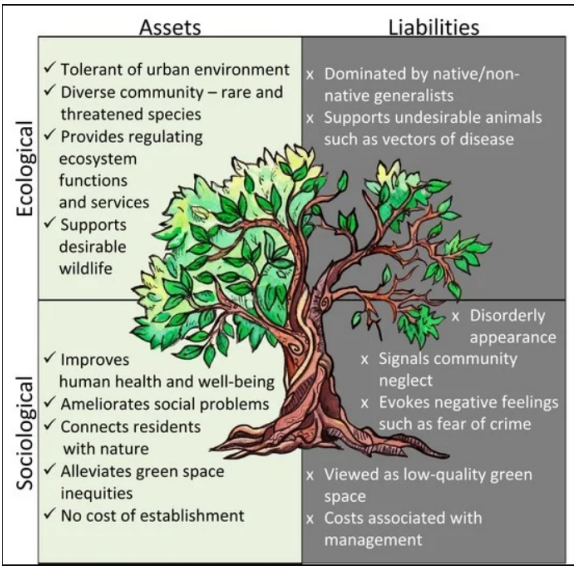 Assets
Liabilities
Ecological
✓ Tolerant of urban environment
✓ Diverse community – rare and
threatened species
✓ Provides regulating
ecosystem
functions
and services
✓ Supports
desirable
wildlife
x Dominated by native/non-
native generalists
x Supports undesirable animals
such as vectors of disease
Sociological
✓ Improves
human health and well-being
✓ Ameliorates social problems
✓ Connects residents
with nature
✓ Alleviates green space
inequities
✓ No cost of establishment
x Disorderly
appearance
x Signals community
neglect
x Evokes negative feelings
such as fear of crime
x Viewed as low-quality green
space
x Costs associated with
management